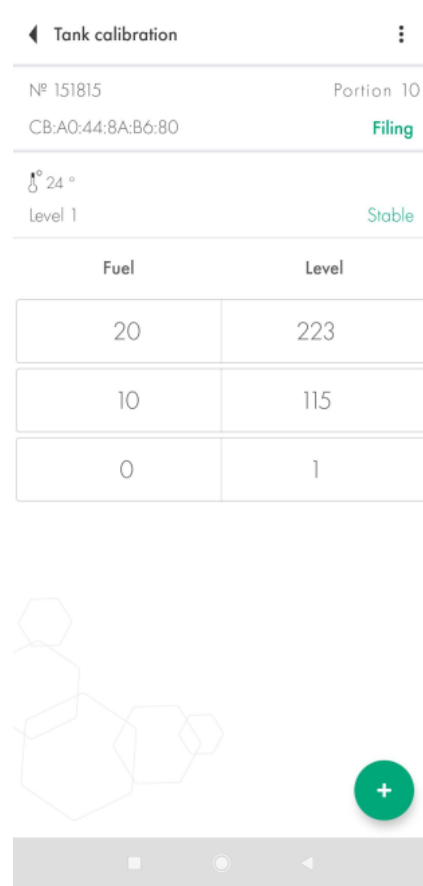 Tank calibration
Nº 151815 Portion 10
CB:A0:44:8A:B6:80 Filing
24 °
Level 1 Stable
Fuel Level
20 223
10 115
0 1
+